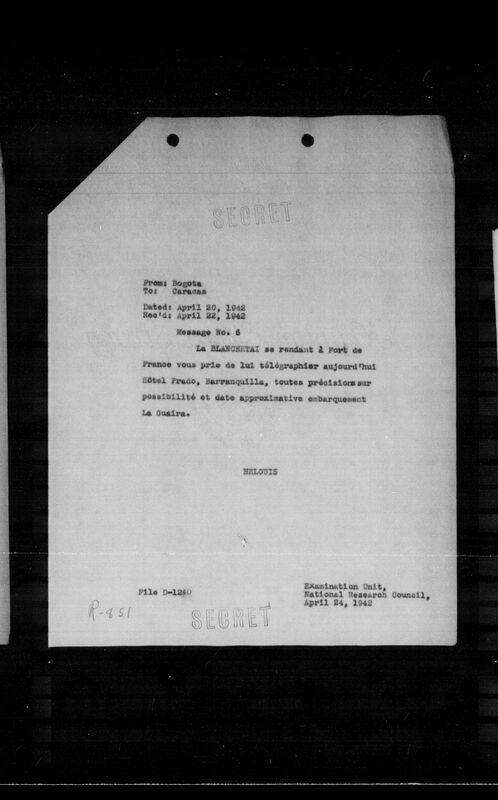 SECRET
From: Bogota
To: Caracas
Dated: April 20, 1942
Rec'd: April 22, 1942
Message No. 6
La BLANCHETAI se rendant à Fort de
France vous prie de lui télégraphier aujourd'hui
Hôtel Prado, Barranquilla, toutes précisions sur
possibilité et date approximative embarquement
La Guaira.
HELOUIS
File D-1240
Examination Unit,
National Research Council,
April 24, 1942
R-851
SECRET